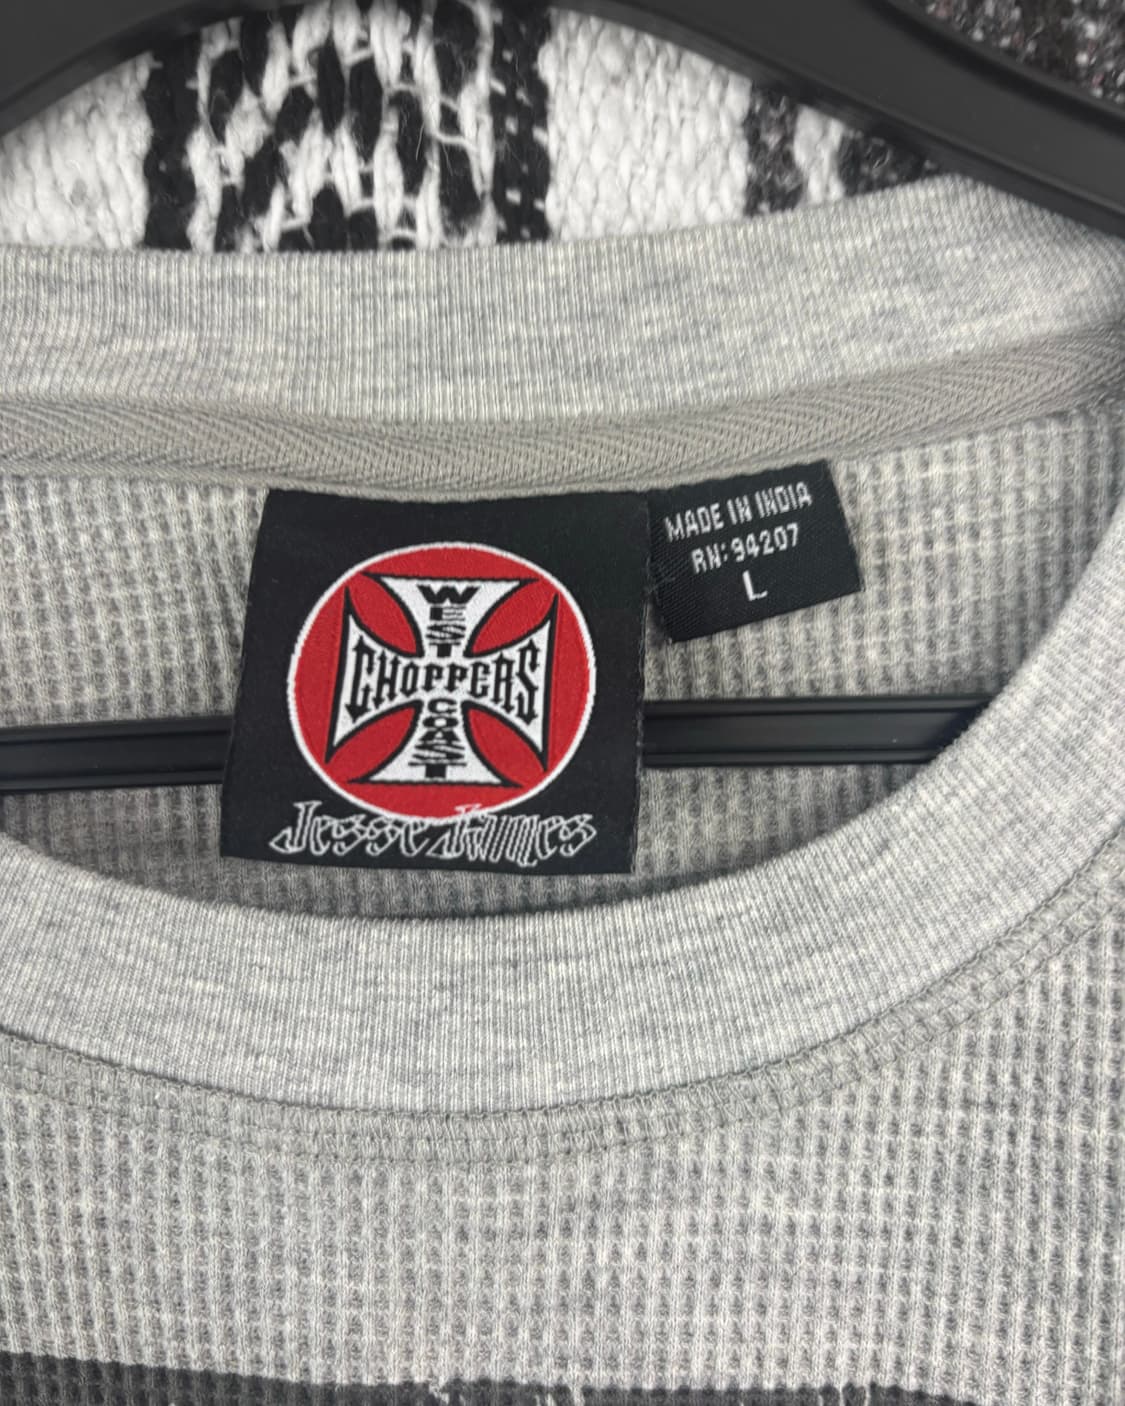 WEST
CHOPPERS
COAST
Jesse James
MADE IN INDIA
RN: 94207
L